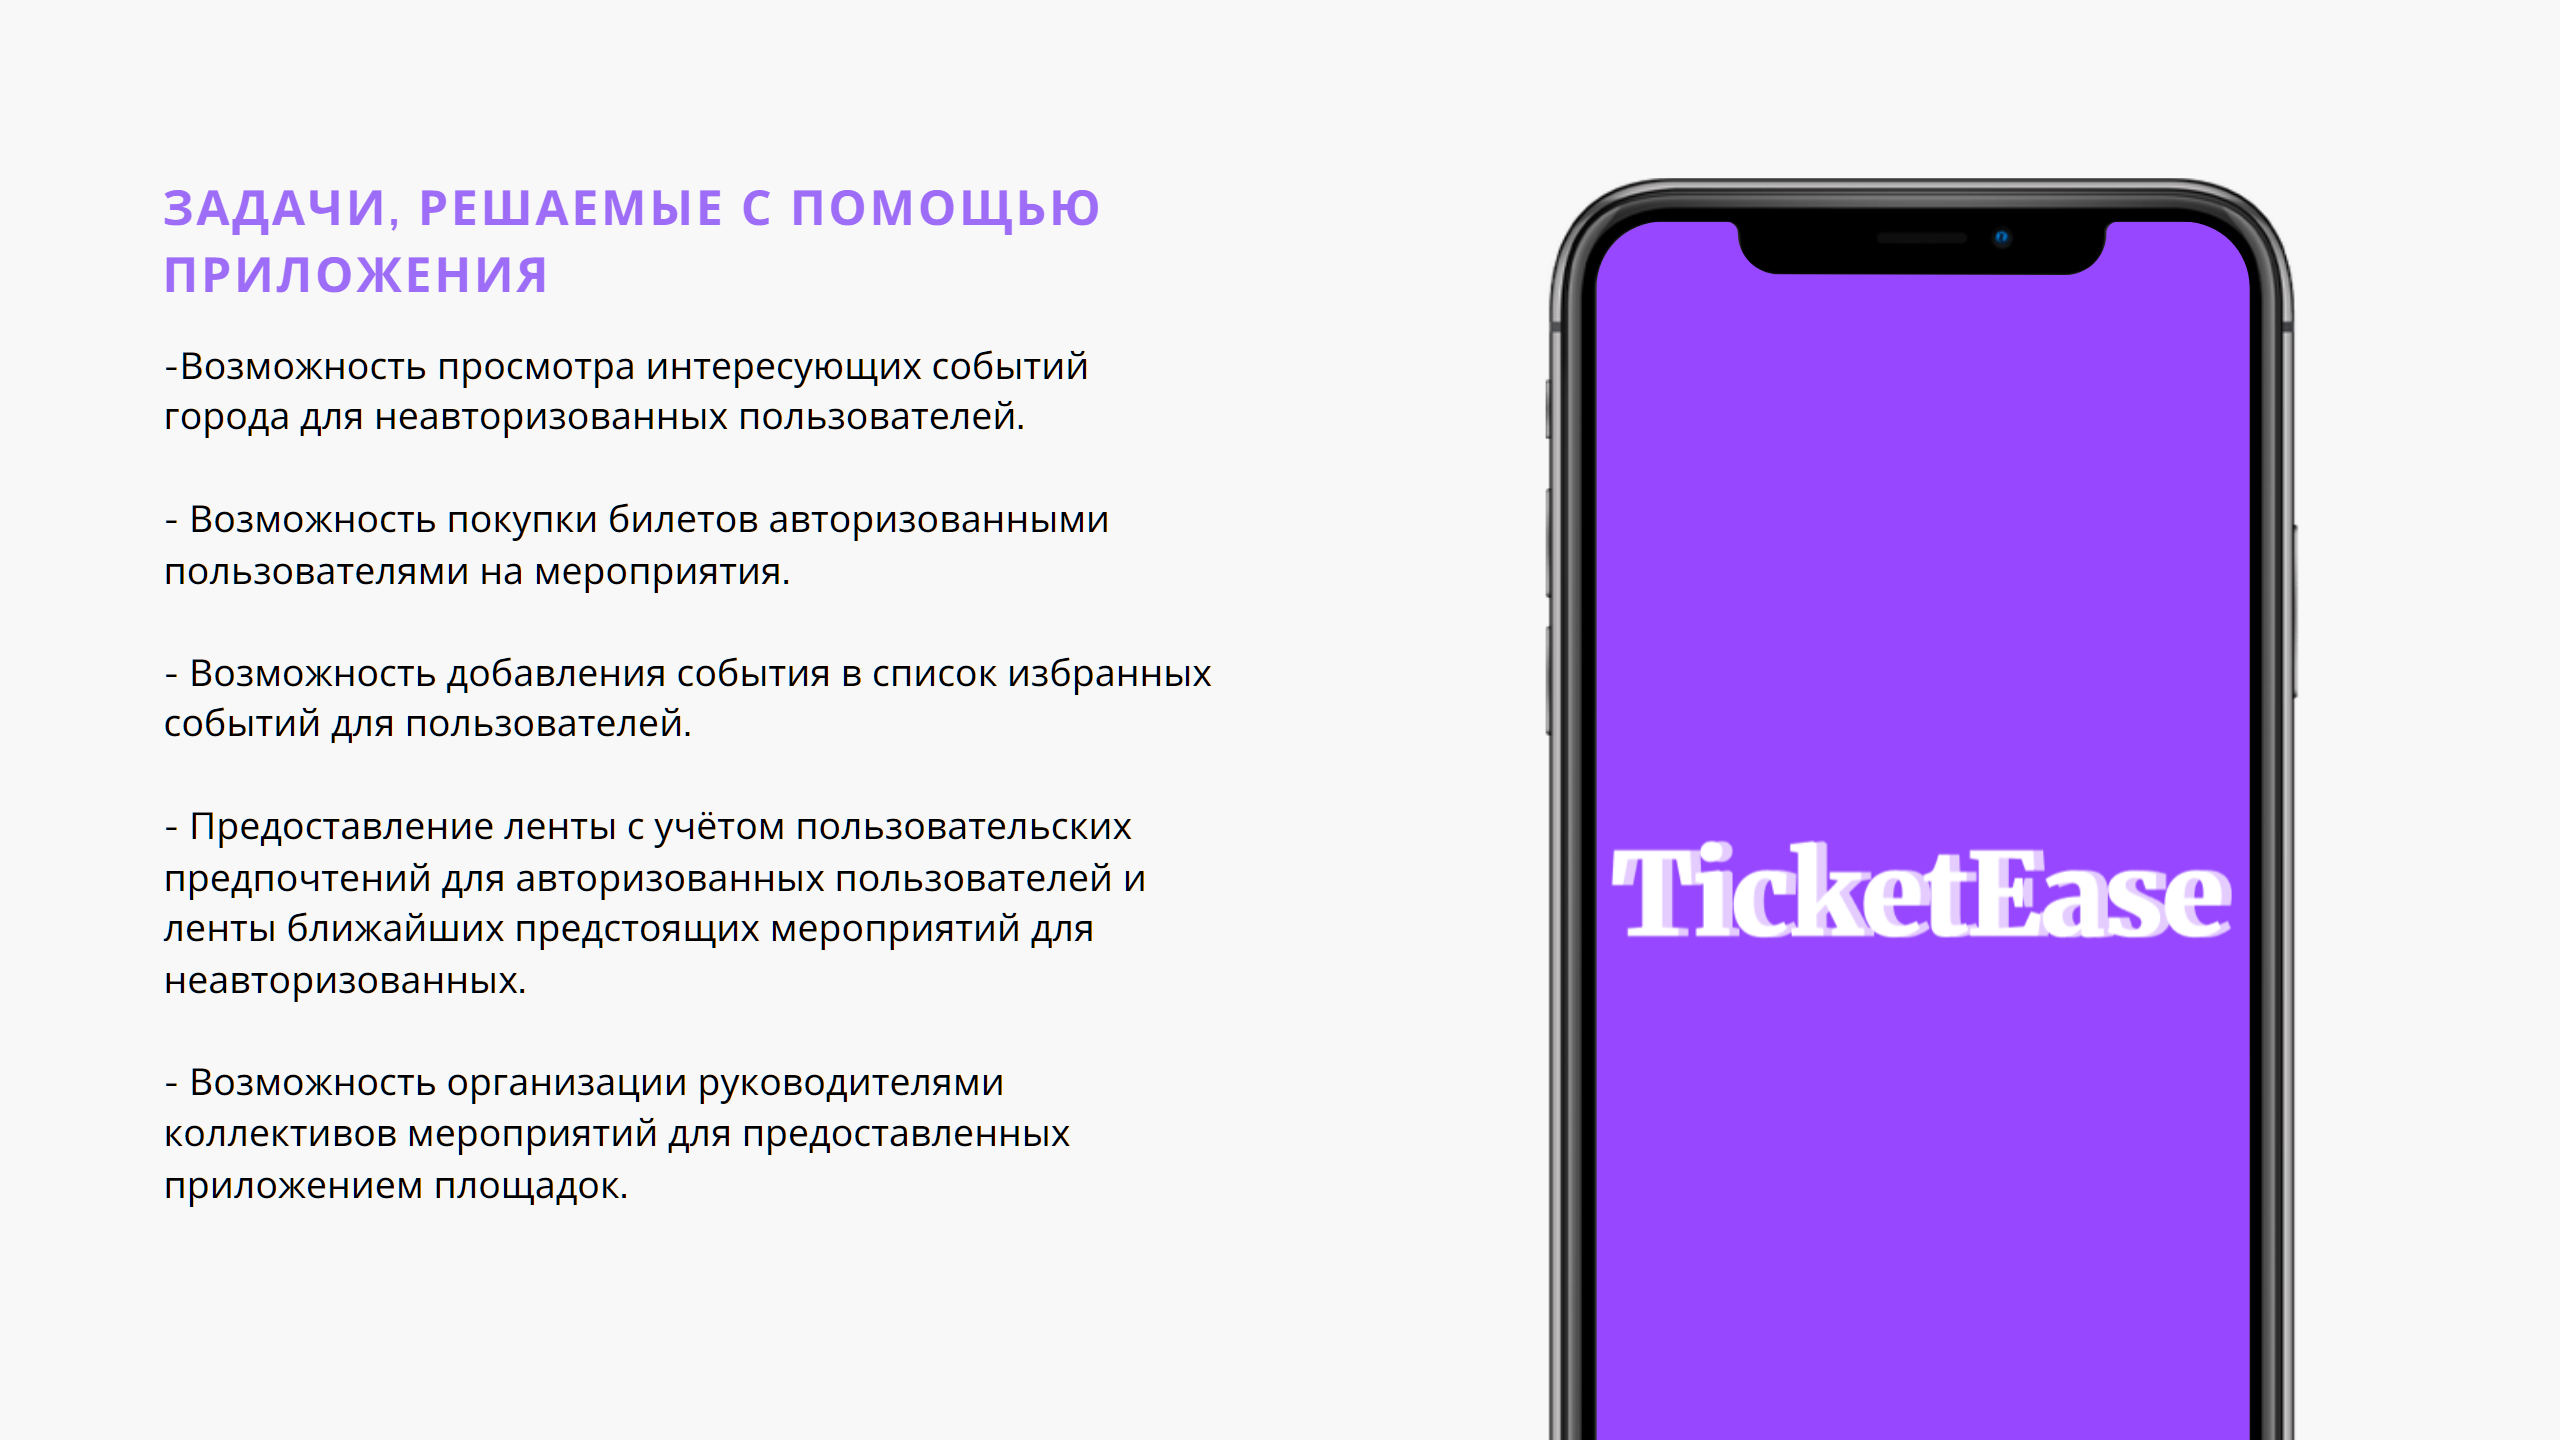 ЗАДАЧИ, РЕШАЕМЫЕ С ПОМОЩЬЮ
ПРИЛОЖЕНИЯ
-Возможность просмотра интересующих событий
города для неавторизованных пользователей.
- Возможность покупки билетов авторизованными
пользователями на мероприятия.
- Возможность добавления события в список избранных
событий для пользователей.
- Предоставление ленты с учётом пользовательских
предпочтений для авторизованных пользователей и
ленты ближайших предстоящих мероприятий для
неавторизованных.
- Возможность организации руководителями
коллективов мероприятий для предоставленных
приложением площадок.
TicketEase